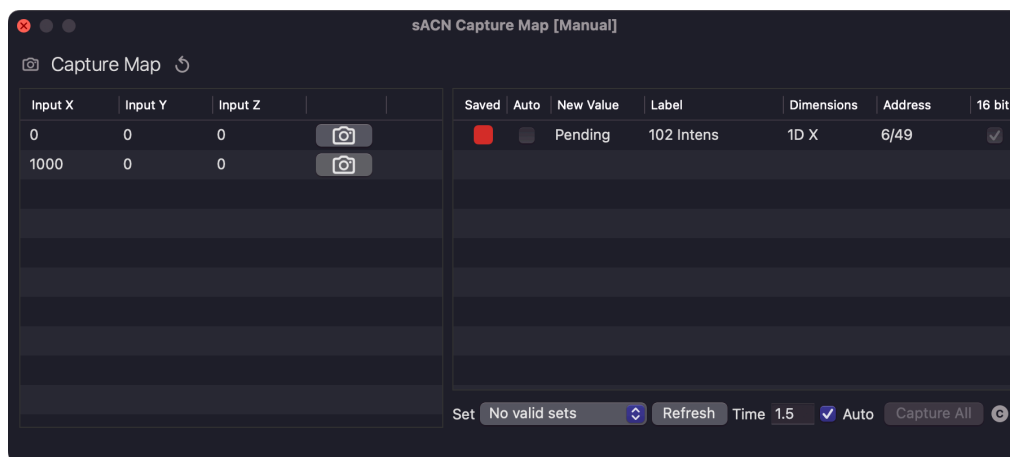 sACN Capture Map [Manual]
Capture Map
Input X Input Y Input Z
0 0 0
1000 0 0
Saved Auto New Value Label Dimensions Address 16 bit
Pending 102 Intens 1D X 6/49
Set No valid sets Refresh Time 1.5 Auto Capture All C